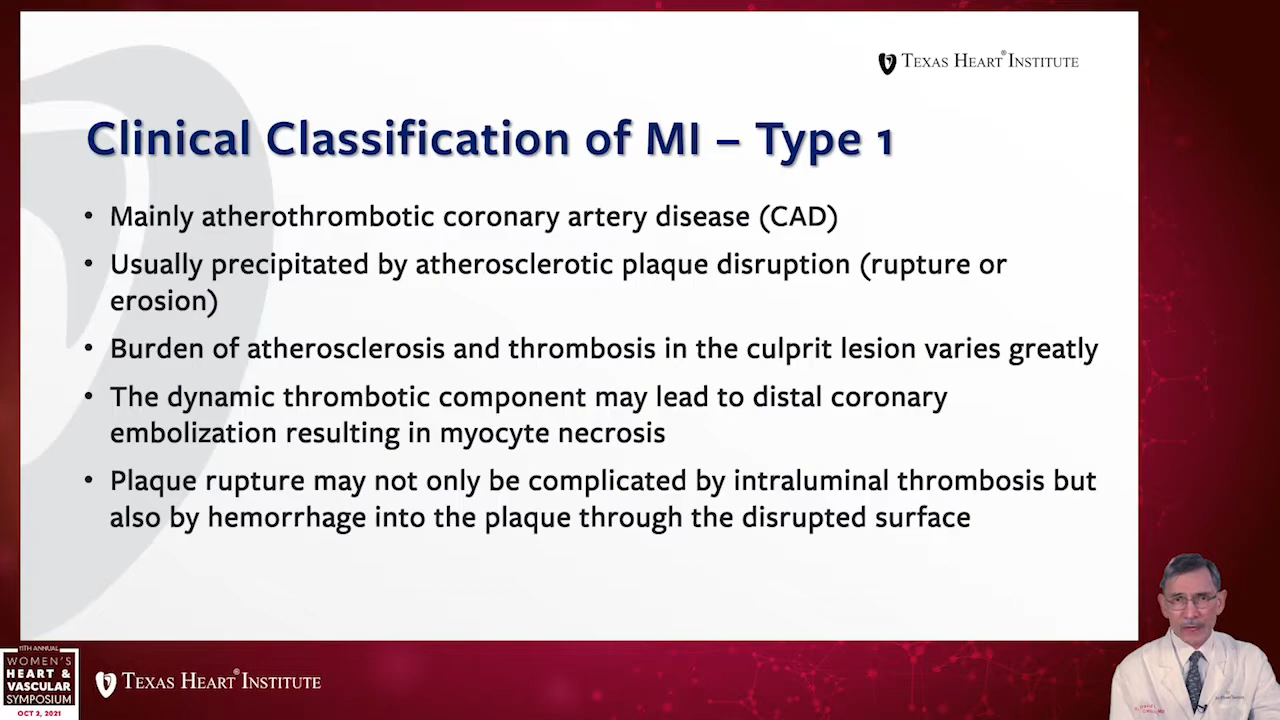 TEXAS HEART® INSTITUTE
Clinical Classification of MI – Type 1
• Mainly atherothrombotic coronary artery disease (CAD)
• Usually precipitated by atherosclerotic plaque disruption (rupture or
erosion)
• Burden of atherosclerosis and thrombosis in the culprit lesion varies greatly
• The dynamic thrombotic component may lead to distal coronary
embolization resulting in myocyte necrosis
• Plaque rupture may not only be complicated by intraluminal thrombosis but
also by hemorrhage into the plaque through the disrupted surface
11TH ANNUAL
WOMEN'S
HEART &
VASCULAR
SYMPOSIUM
OCT 2, 2021
TEXAS HEART® INSTITUTE